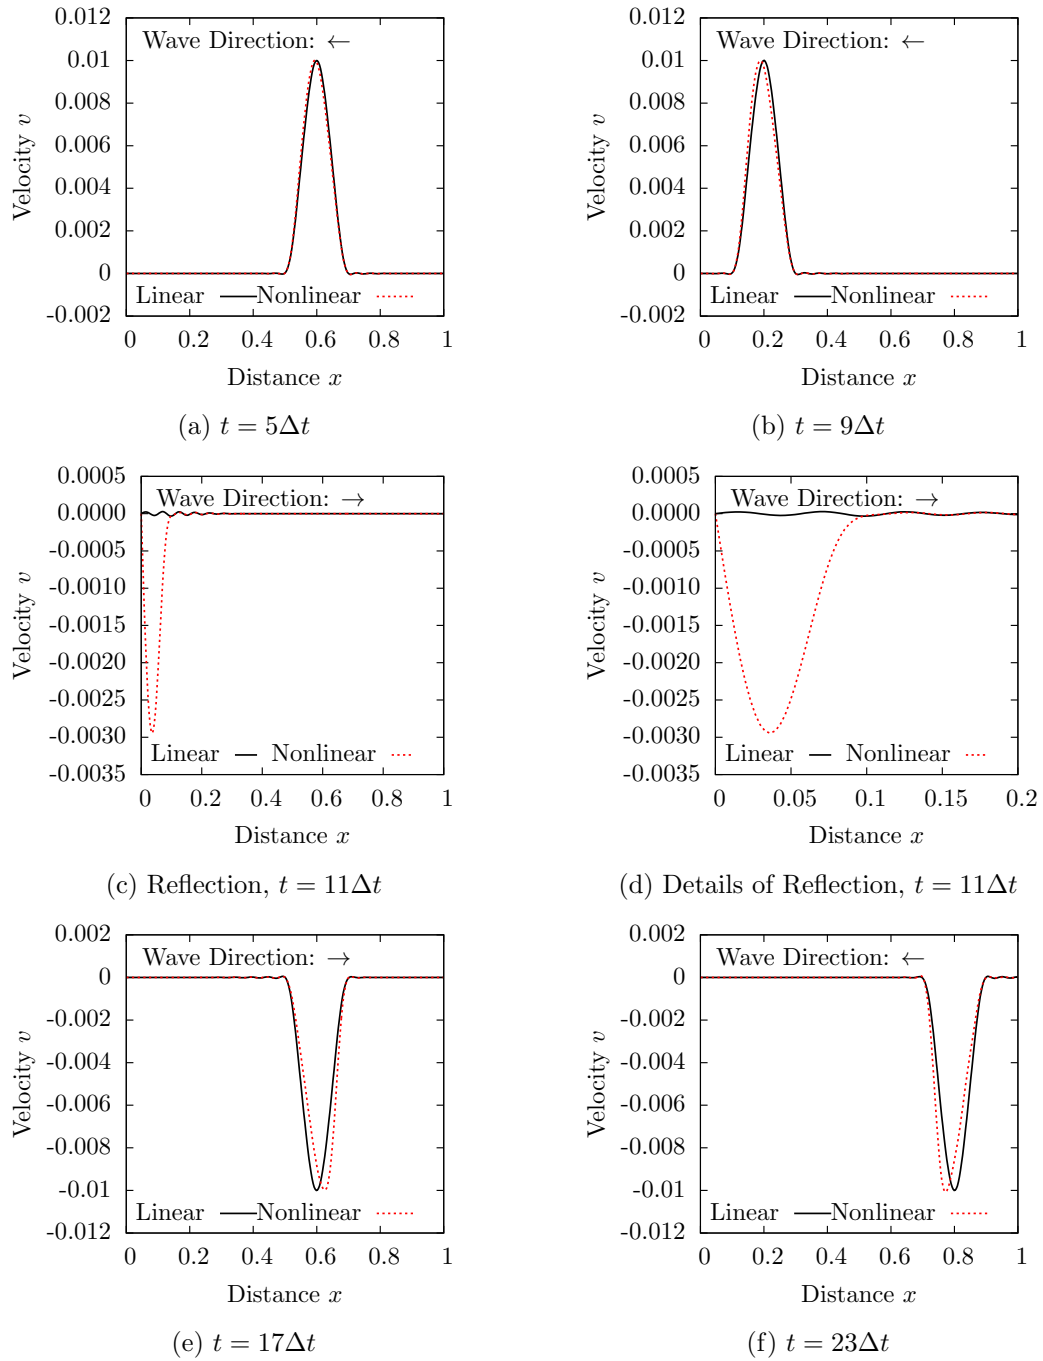 0.012
0.01
0.008
0.006
0.004
0.002
0
-0.002
Velocity v
Wave Direction: ←
Linear Nonlinear
0 0.2 0.4 0.6 0.8 1
Distance x
(a) t = 5Δt
0.012
0.01
0.008
0.006
0.004
0.002
0
-0.002
Velocity v
Wave Direction: ←
Linear Nonlinear
0 0.2 0.4 0.6 0.8 1
Distance x
(b) t = 9Δt
0.0005
0.0000
-0.0005
-0.0010
-0.0015
-0.0020
-0.0025
-0.0030
-0.0035
Velocity v
Wave Direction: →
Linear Nonlinear
0 0.2 0.4 0.6 0.8 1
Distance x
(c) Reflection, t = 11Δt
0.0005
0.0000
-0.0005
-0.0010
-0.0015
-0.0020
-0.0025
-0.0030
-0.0035
Velocity v
Wave Direction: →
Linear Nonlinear
0 0.05 0.1 0.15 0.2
Distance x
(d) Details of Reflection, t = 11Δt
0.002
0
-0.002
-0.004
-0.006
-0.008
-0.01
-0.012
Velocity v
Wave Direction: →
Linear Nonlinear
0 0.2 0.4 0.6 0.8 1
Distance x
(e) t = 17Δt
0.002
0
-0.002
-0.004
-0.006
-0.008
-0.01
-0.012
Velocity v
Wave Direction: ←
Linear Nonlinear
0 0.2 0.4 0.6 0.8 1
Distance x
(f) t = 23Δt